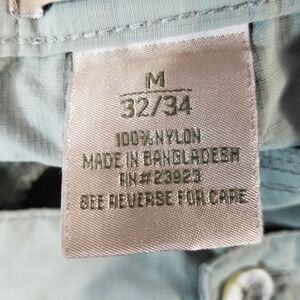 M
32/34
100% NYLON
MADE IN BANGLADESH
RN# 23923
SEE REVERSE FOR CARE